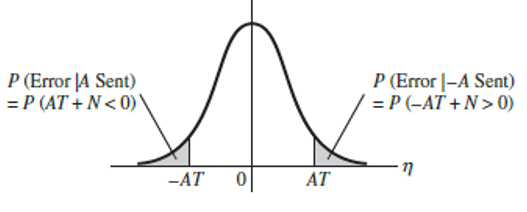 P (Error |A Sent)
= P (AT + N < 0)
P (Error |–A Sent)
= P (–AT + N > 0)
–AT
0
AT
η